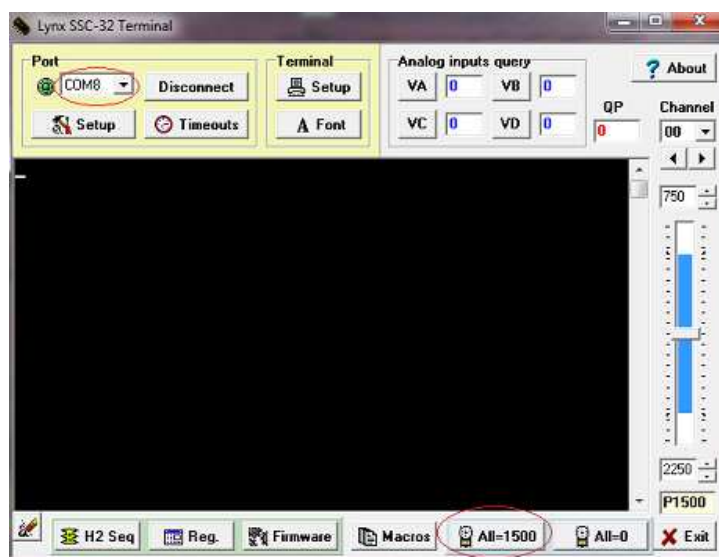 Lynx SSC-32 Terminal
Port
Terminal
Analog inputs query
About
COM8
Disconnect
Setup
VA 0 VB 0
QP
Channel
Setup
Timeouts
A Font
VC 0 VD 0
0
00
750
2250
P1500
H2 Seq
Reg.
Firmware
Macros
All=1500
All=0
Exit